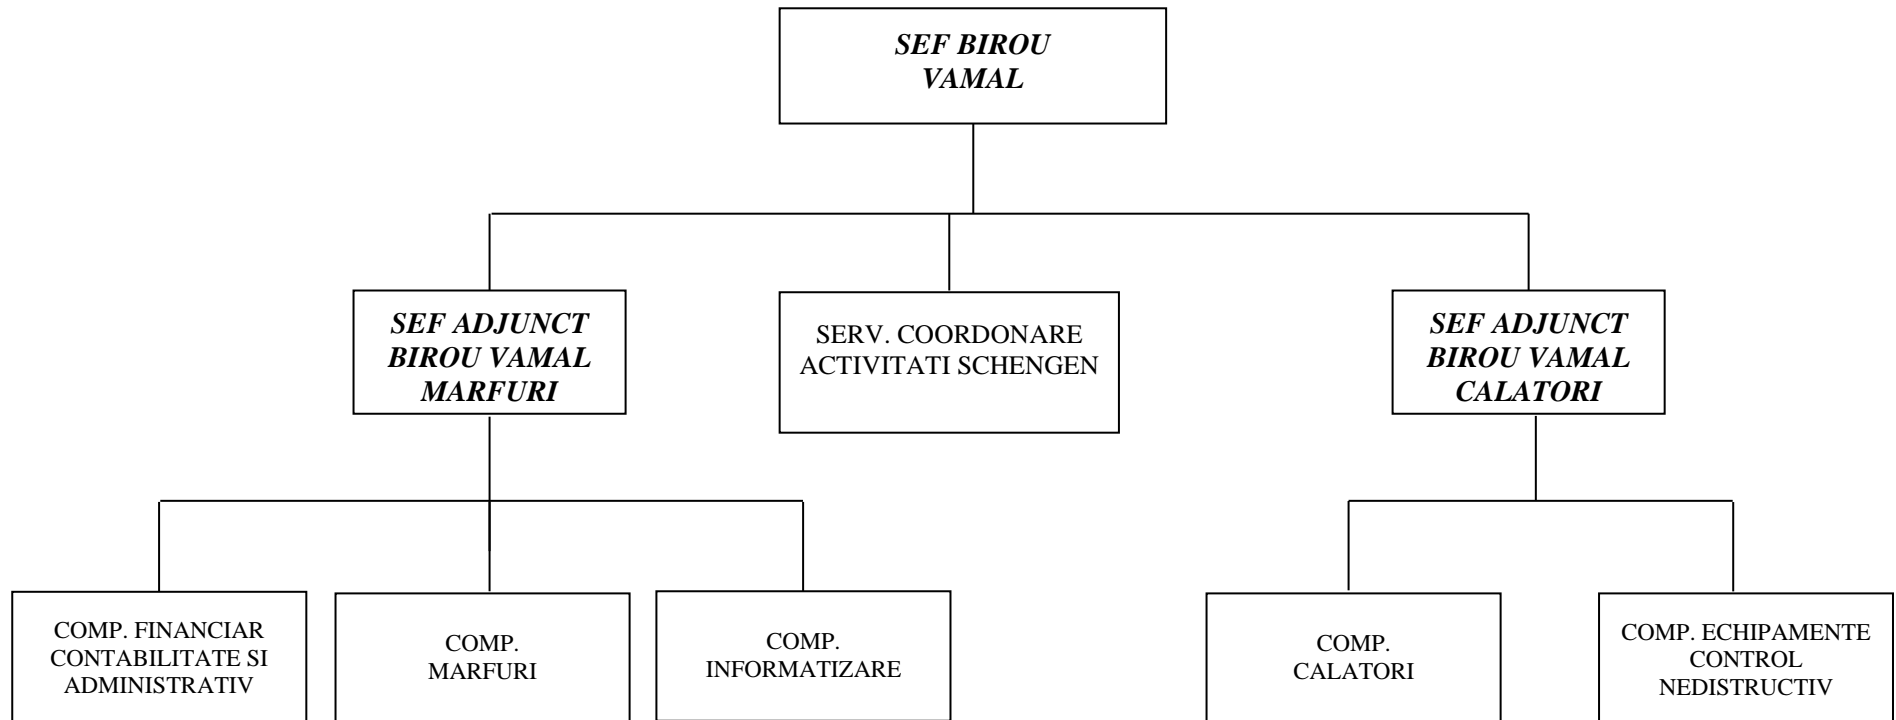 SEF BIROU
VAMAL
SEF ADJUNCT
BIROU VAMAL
MARFURI
SERV. COORDONARE
ACTIVITATI SCHENGEN
SEF ADJUNCT
BIROU VAMAL
CALATORI
COMP. FINANCIAR
CONTABILITATE SI
ADMINISTRATIV
COMP.
MARFURI
COMP.
INFORMATIZARE
COMP.
CALATORI
COMP. ECHIPAMENTE
CONTROL
NEDISTRUCTIV